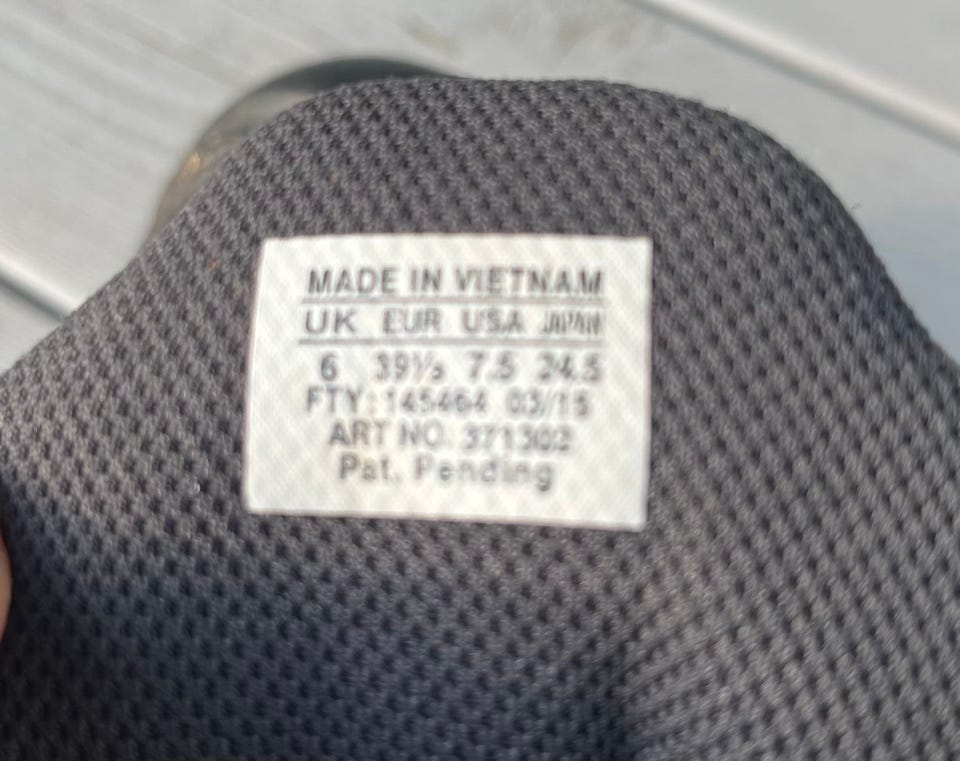 MADE IN VIETNAM
UK EUR USA JAPAN
6 39⅓ 7.5 24.5
FTY: 145464 03/15
ART NO. 371302
Pat. Pending